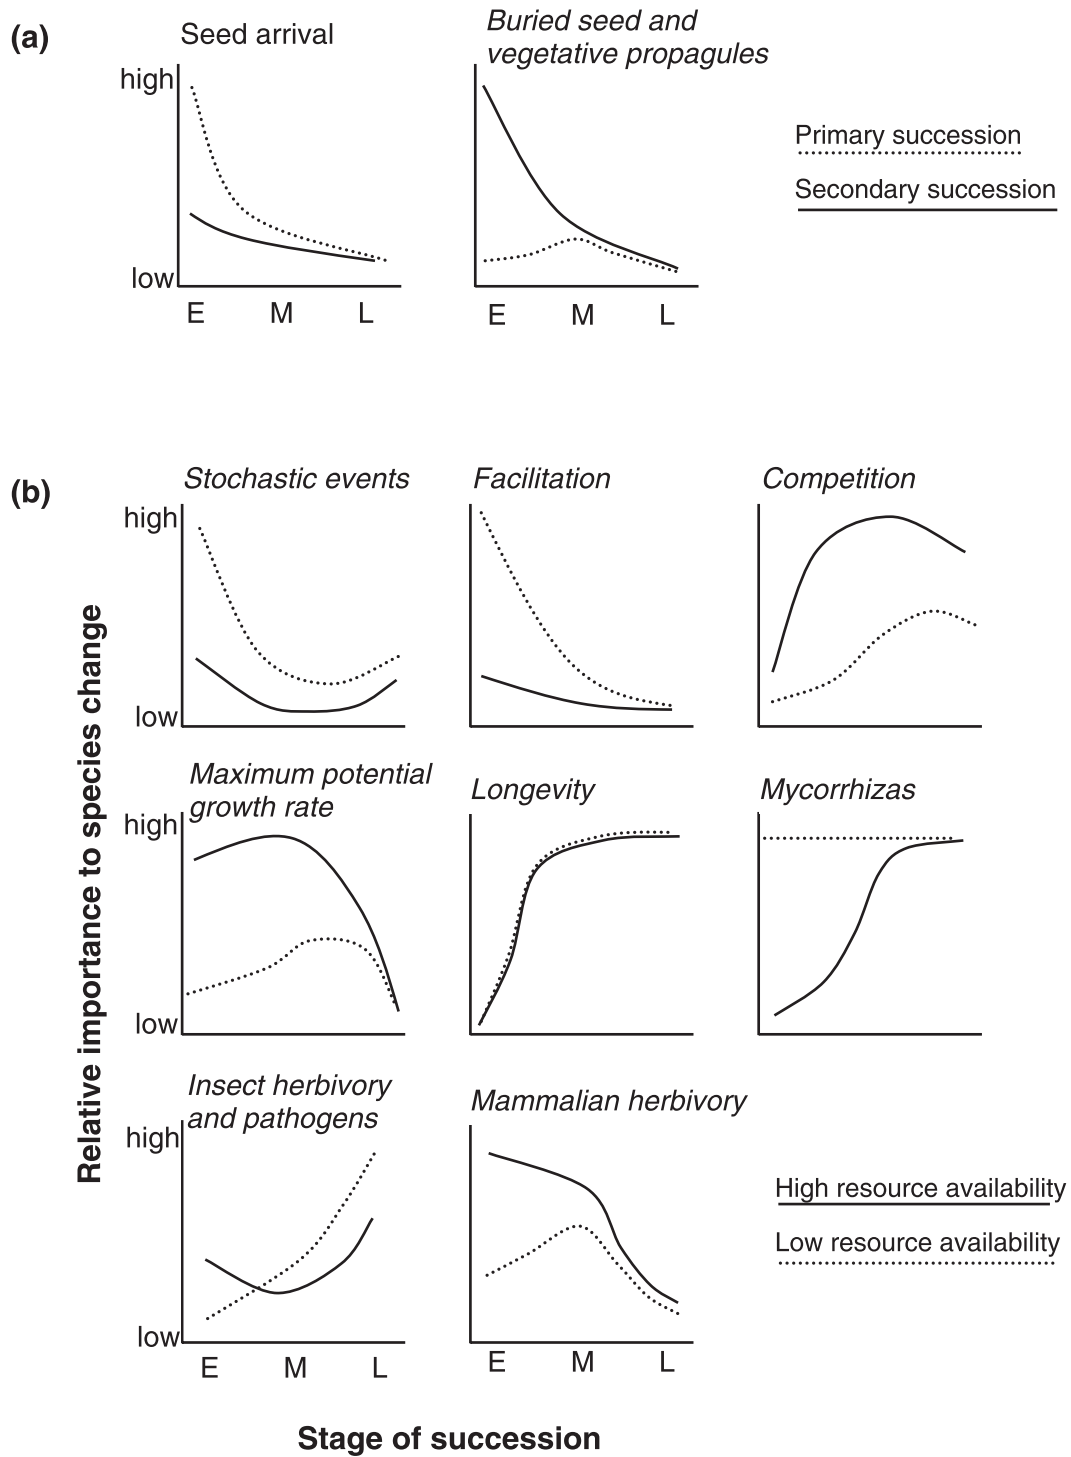 (a)
Seed arrival
Buried seed and
vegetative propagules
high
low
E M L
E M L
Primary succession
Secondary succession
(b)
Relative importance to species change
Stochastic events
Facilitation
Competition
high
low
Maximum potential
growth rate
Longevity
Mycorrhizas
high
low
Insect herbivory
and pathogens
Mammalian herbivory
high
low
E M L
E M L
High resource availability
Low resource availability
Stage of succession